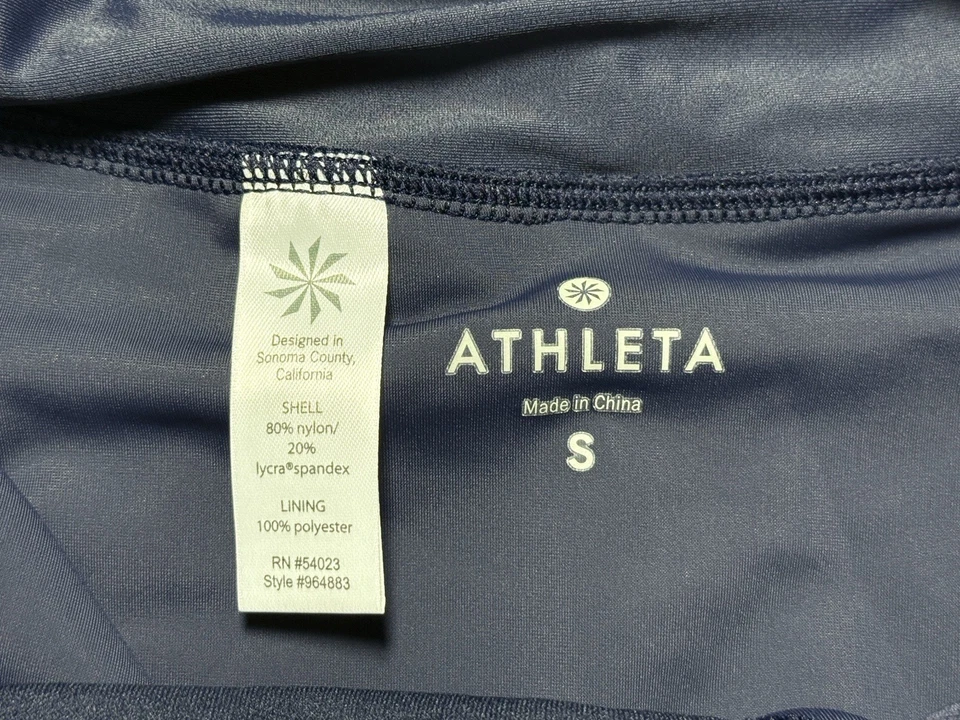 Designed in
Sonoma County,
California
SHELL
80% nylon/
20%
lycra®spandex
LINING
100% polyester
RN #54023
Style #964883
ATHLETA
Made in China
S